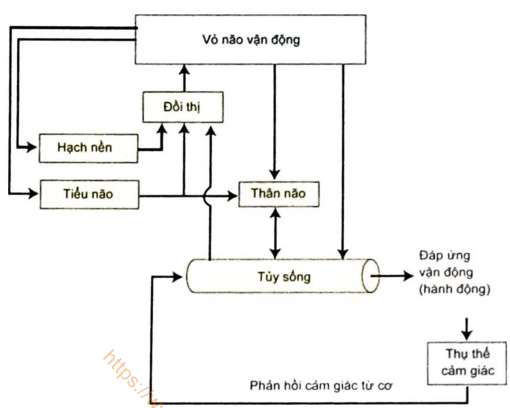 Vỏ não vận động
Đồi thị
Hạch nền
Tiểu não
Thân não
Tủy sống
Đáp ứng
vận động
(hành động)
Thụ thể
cảm giác
Phản hồi cảm giác từ cơ
https://w